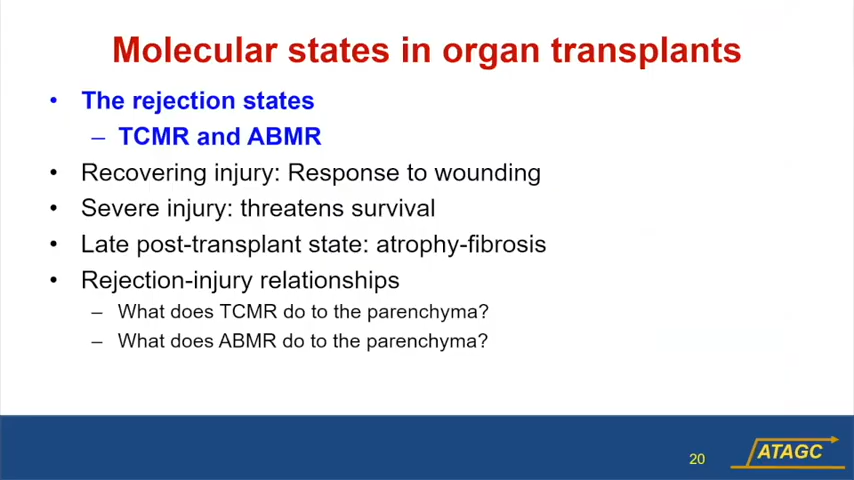 Molecular states in organ transplants
• The rejection states
– TCMR and ABMR
• Recovering injury: Response to wounding
• Severe injury: threatens survival
• Late post-transplant state: atrophy-fibrosis
• Rejection-injury relationships
– What does TCMR do to the parenchyma?
– What does ABMR do to the parenchyma?
20
ATAGC